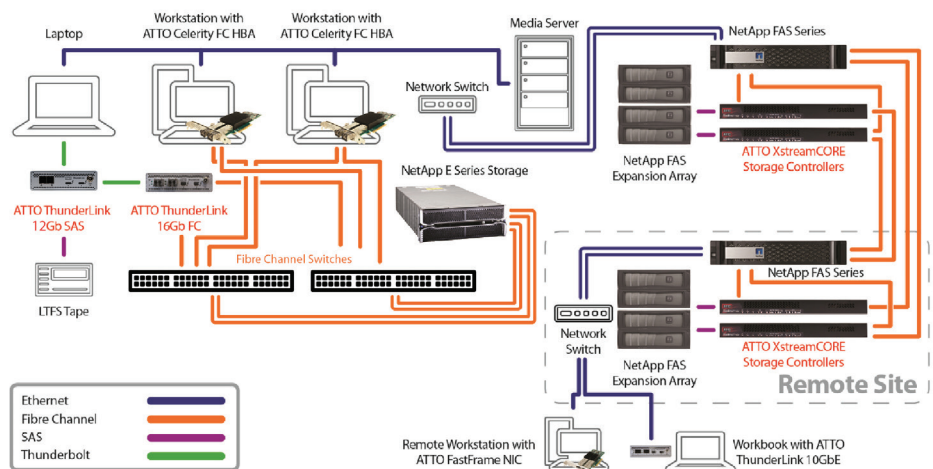 Laptop
Workstation with
ATTO Celerity FC HBA
Workstation with
ATTO Celerity FC HBA
Media Server
NetApp FAS Series
Network Switch
ATTO XstreamCORE
Storage Controllers
NetApp FAS
Expansion Array
NetApp E Series Storage
ATTO ThunderLink
12Gb SAS
ATTO ThunderLink
16Gb FC
Fibre Channel Switches
LTFS Tape
NetApp FAS Series
Network
Switch
NetApp FAS
Expansion Array
ATTO XstreamCORE
Storage Controllers
Remote Site
Ethernet
Fibre Channel
SAS
Thunderbolt
Remote Workstation with
ATTO FastFrame NIC
Workbook with ATTO
ThunderLink 10GbE